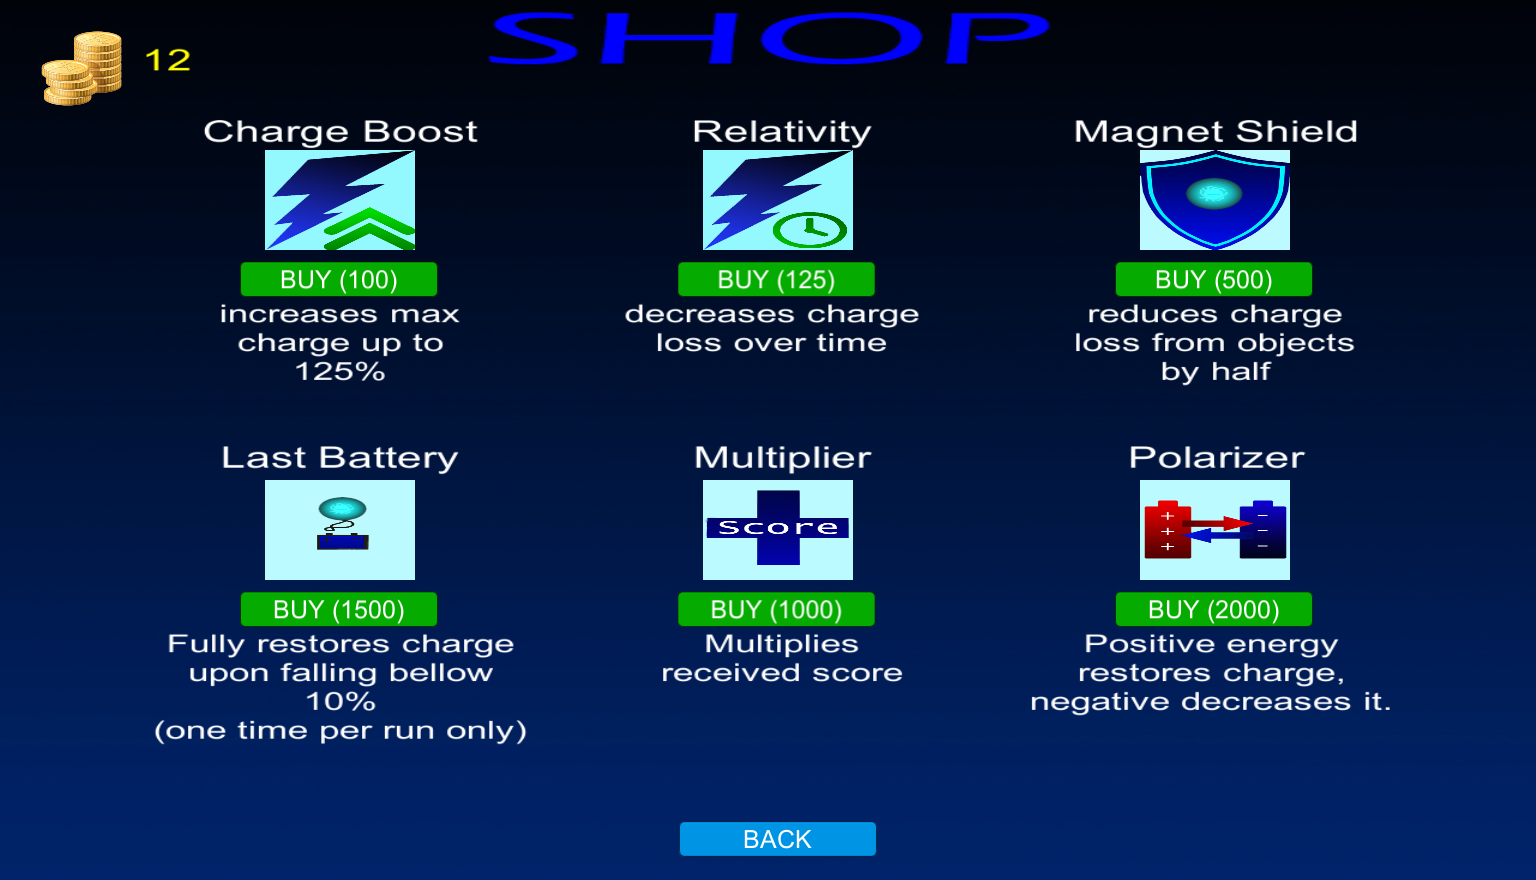 SHOP
12
Charge Boost
BUY (100)
increases max
charge up to
125%
Relativity
BUY (125)
decreases charge
loss over time
Magnet Shield
BUY (500)
reduces charge
loss from objects
by half
Last Battery
BUY (1500)
Fully restores charge
upon falling bellow
10%
(one time per run only)
Multiplier
Score
BUY (1000)
Multiplies
received score
Polarizer
BUY (2000)
Positive energy
restores charge,
negative decreases it.
BACK